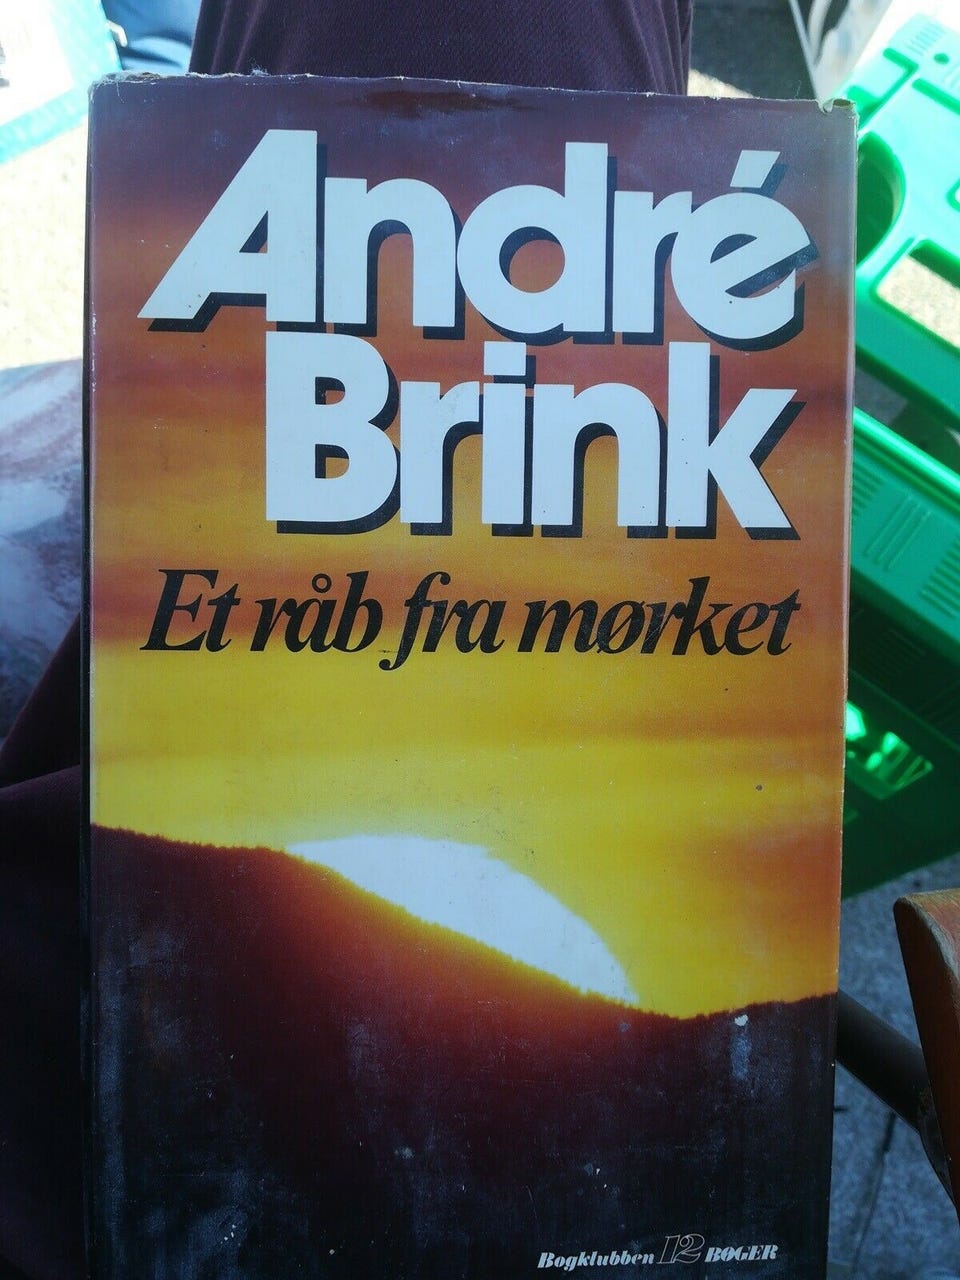 André
Brink
Et råb fra mørket
Bogklubben 12 BØGER